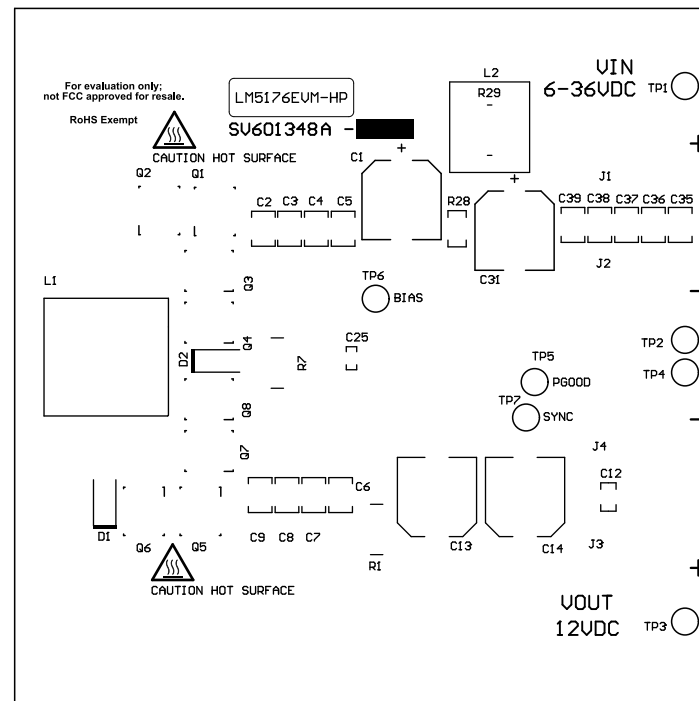 For evaluation only;
not FCC approved for resale.
RoHS Exempt
LM5176EVM-HP
SV601348A -
CAUTION HOT SURFACE
L2
R29
VIN
6-36VDC
TP1
+
Q2
Q1
C1
+
+
J1
C2
C3
C4
C5
R28
C39
C38
C37
C36
C35
J2
C31
L1
Q3
TP6
BIAS
-
TP2
Q4
D2
R7
C25
TP5
PGOOD
TP4
TP7
SYNC
Q8
-
Q7
J4
C6
C12
D1
Q6
Q5
C9
C8
C7
R1
C13
C14
J3
CAUTION HOT SURFACE
+
VOUT
12VDC
TP3